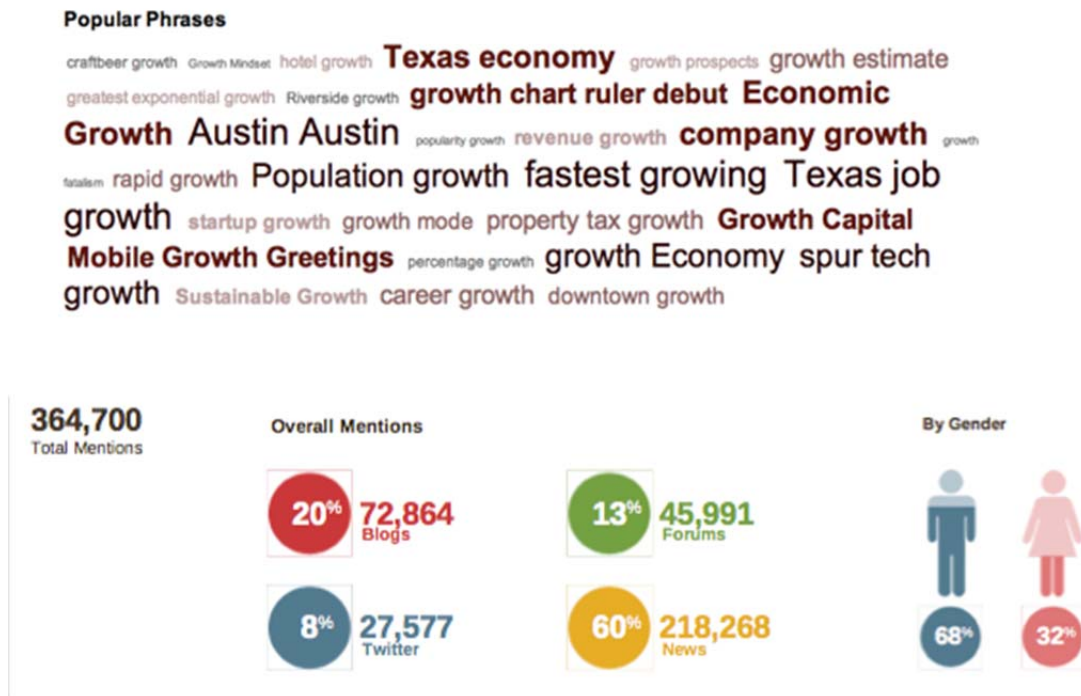 Popular Phrases
craftbeer growth Growth Mindset hotel growth Texas economy growth prospects growth estimate
greatest exponential growth Riverside growth growth chart ruler debut Economic
Growth Austin Austin popularity growth revenue growth company growth growth
fatalism rapid growth Population growth fastest growing Texas job
growth startup growth growth mode property tax growth Growth Capital
Mobile Growth Greetings percentage growth growth Economy spur tech
growth Sustainable Growth career growth downtown growth
364,700
Total Mentions
Overall Mentions
20% 72,864
Blogs
13% 45,991
Forums
8% 27,577
Twitter
60% 218,268
News
By Gender
68% 32%